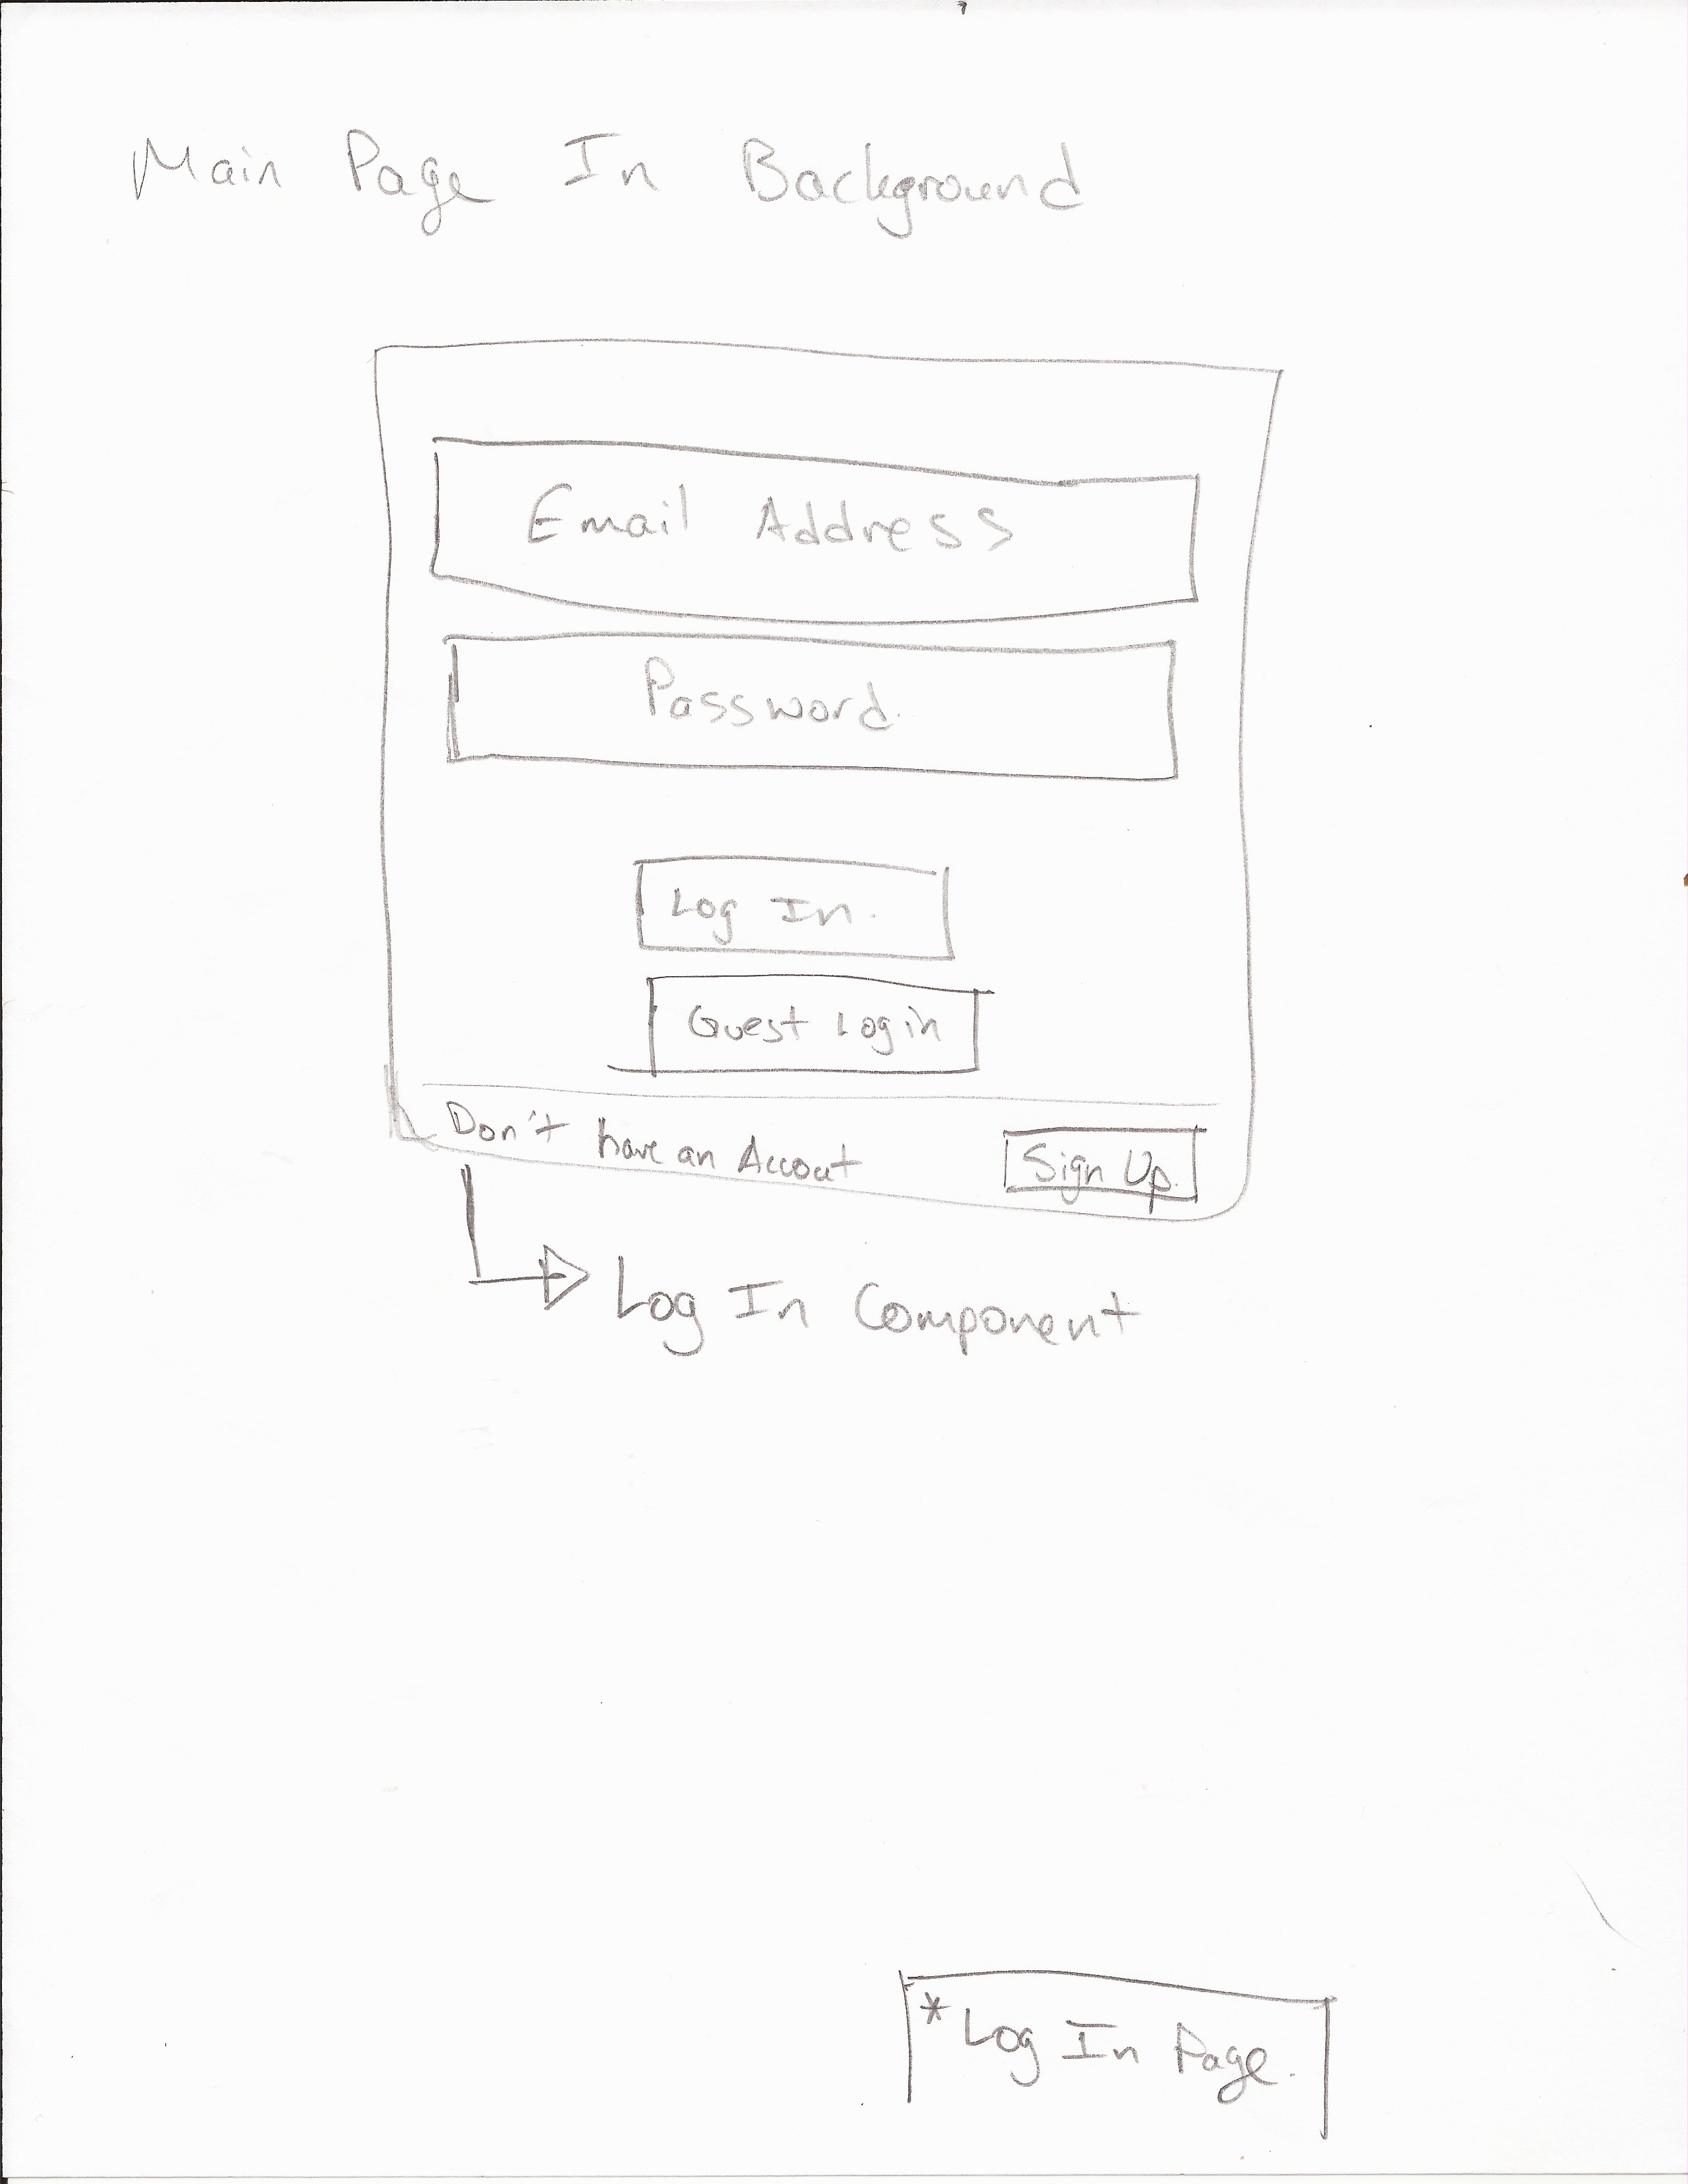 Main Page In Background
Email Address
Password.
Log In.
Guest Login
Don't have an Accout
Sign Up.
Log In Component
* Log In Page.